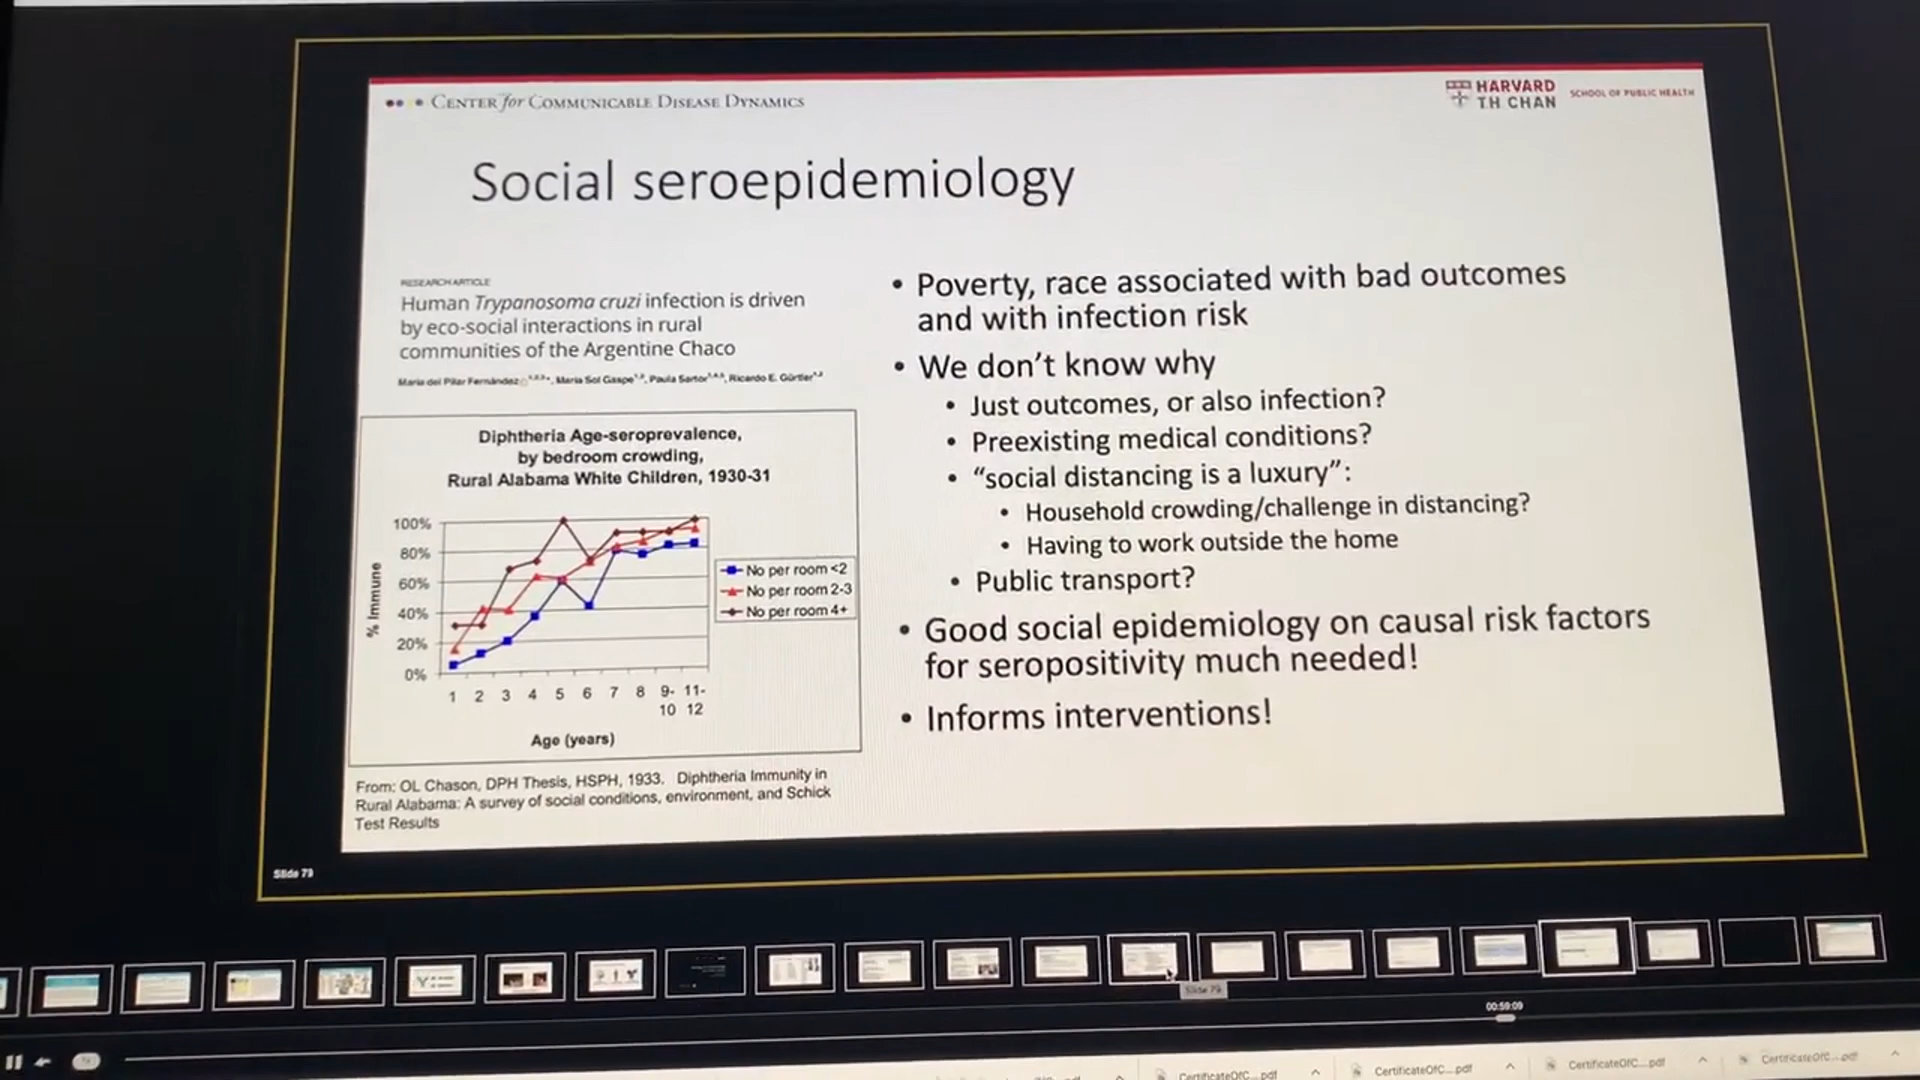 CENTER for COMMUNICABLE DISEASE DYNAMICS
HARVARD
T.H CHAN
SCHOOL OF PUBLIC HEALTH
Social seroepidemiology
RESEARCH ARTICLE
Human Trypanosoma cruzi infection is driven
by eco-social interactions in rural
communities of the Argentine Chaco
Maria del Pilar Fernández, Maria Sol Gaspe, Paula Sartor, Ricardo E. Gürtler
Diphtheria Age-seroprevalence,
by bedroom crowding,
Rural Alabama White Children, 1930-31
% Immune
100%
80%
60%
40%
20%
0%
1 2 3 4 5 6 7 8 9- 11-
10 12
Age (years)
No per room <2
No per room 2-3
No per room 4+
From: OL Chason, DPH Thesis, HSPH, 1933. Diphtheria Immunity in
Rural Alabama: A survey of social conditions, environment, and Schick
Test Results
• Poverty, race associated with bad outcomes
and with infection risk
• We don't know why
• Just outcomes, or also infection?
• Preexisting medical conditions?
• “social distancing is a luxury”:
• Household crowding/challenge in distancing?
• Having to work outside the home
• Public transport?
• Good social epidemiology on causal risk factors
for seropositivity much needed!
• Informs interventions!
Slide 79
Slide 79
00:59:09
CertificateOfC....pdf
CertificateOfC....pdf
CertificateOfC....pdf
CertificateOfC....pdf